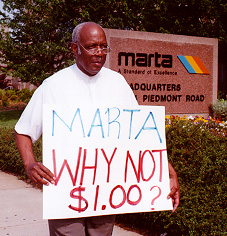 marta
A Standard of Excellence
HEADQUARTERS
PIEDMONT ROAD
MARTA
WHY NOT
$1.00?